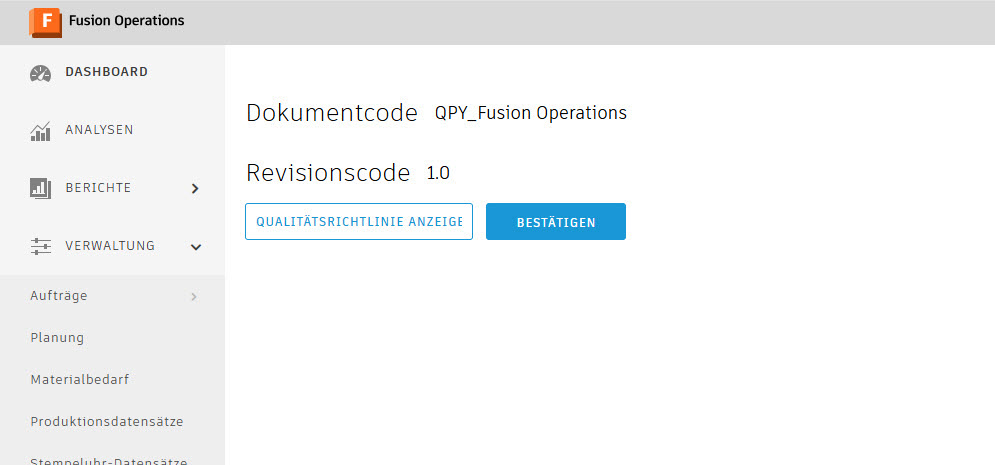 F Fusion Operations
DASHBOARD
ANALYSEN
BERICHTE
VERWALTUNG
Aufträge
Planung
Materialbedarf
Produktionsdatensätze
Stempeluhr-Datensätze
Dokumentcode QPY_Fusion Operations
Revisionscode 1.0
QUALITÄTSRICHTLINIE ANZEIGE BESTÄTIGEN